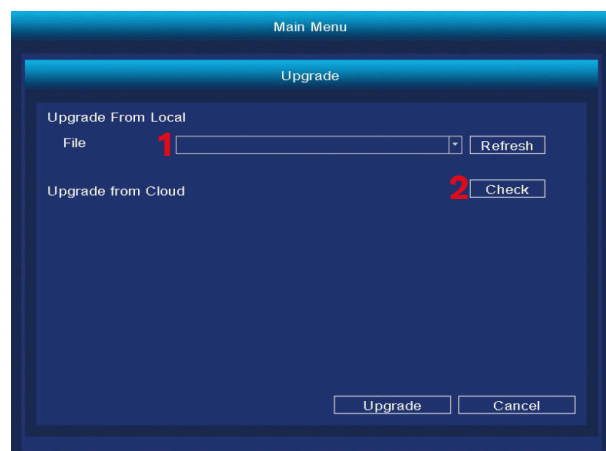 Main Menu
Upgrade
Upgrade From Local
File 1 Refresh
Upgrade from Cloud 2 Check
Upgrade Cancel